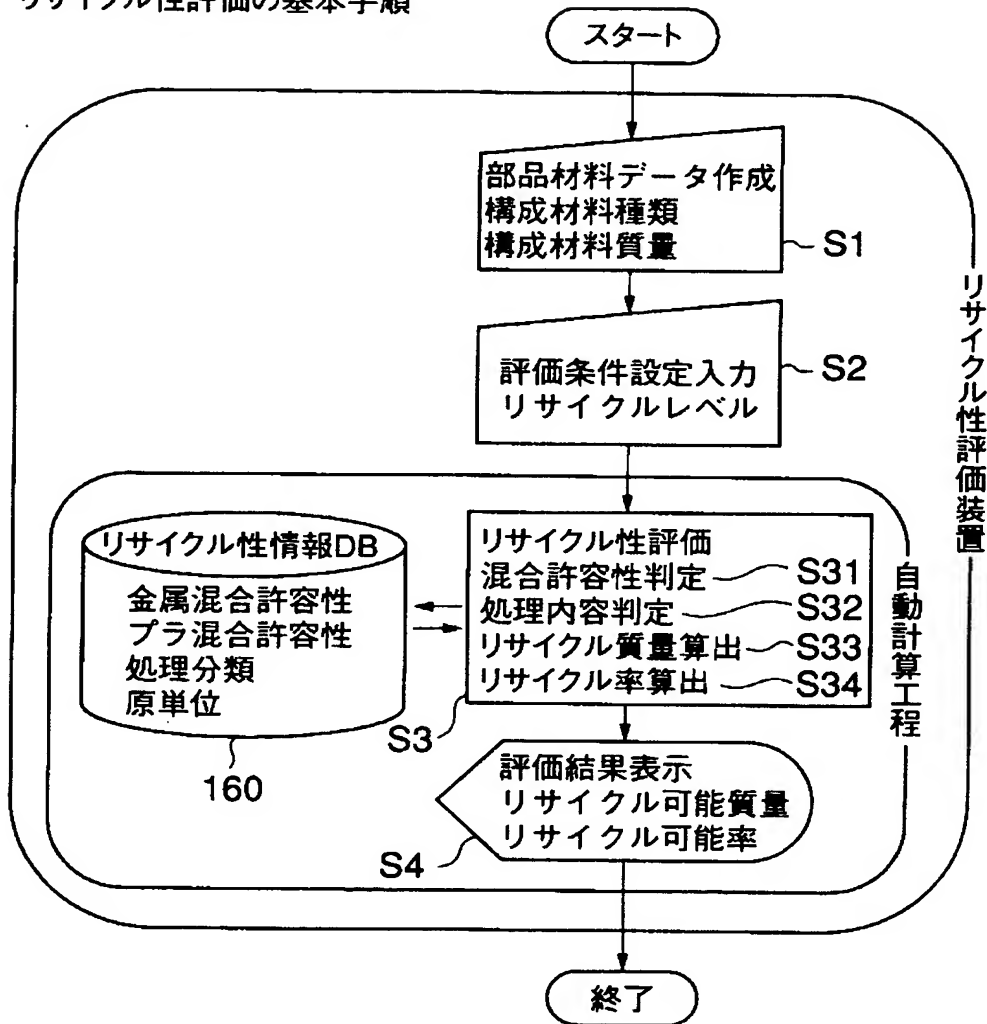 リサイクル性評価の基本手順
スタート
部品材料データ作成
構成材料種類
構成材料質量
S1
評価条件設定入力
リサイクルレベル
S2
リサイクル性評価装置
リサイクル性情報DB
金属混合許容性
プラ混合許容性
処理分類
原単位
160
リサイクル性評価
混合許容性判定
S31
処理内容判定
S32
リサイクル質量算出
S33
リサイクル率算出
S34
S3
自動計算工程
評価結果表示
リサイクル可能質量
リサイクル可能率
S4
終了